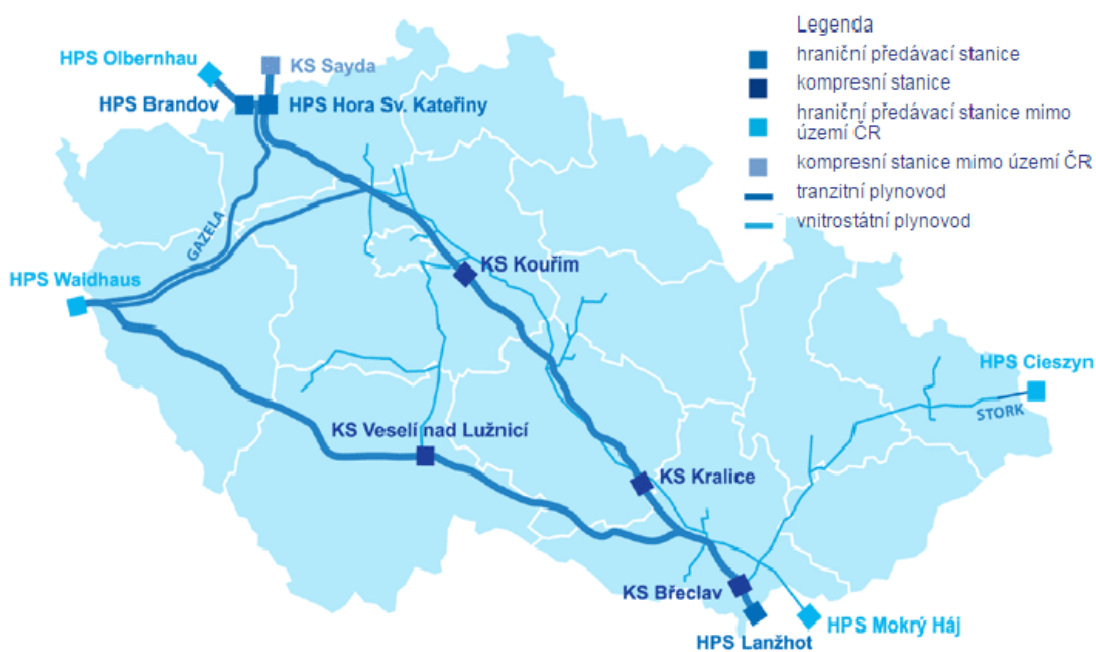 Legenda
hraniční předávací stanice
kompresní stanice
hraniční předávací stanice mimo
území ČR
kompresní stanice mimo území ČR
tranzitní plynovod
vnitrostátní plynovod
HPS Olbernhau
KS Sayda
HPS Brandov
HPS Hora Sv. Kateřiny
GAZELA
KS Kouřim
HPS Waidhaus
HPS Cieszyn
STORK
KS Veselí nad Lužnicí
KS Kralice
KS Břeclav
HPS Mokrý Háj
HPS Lanžhot